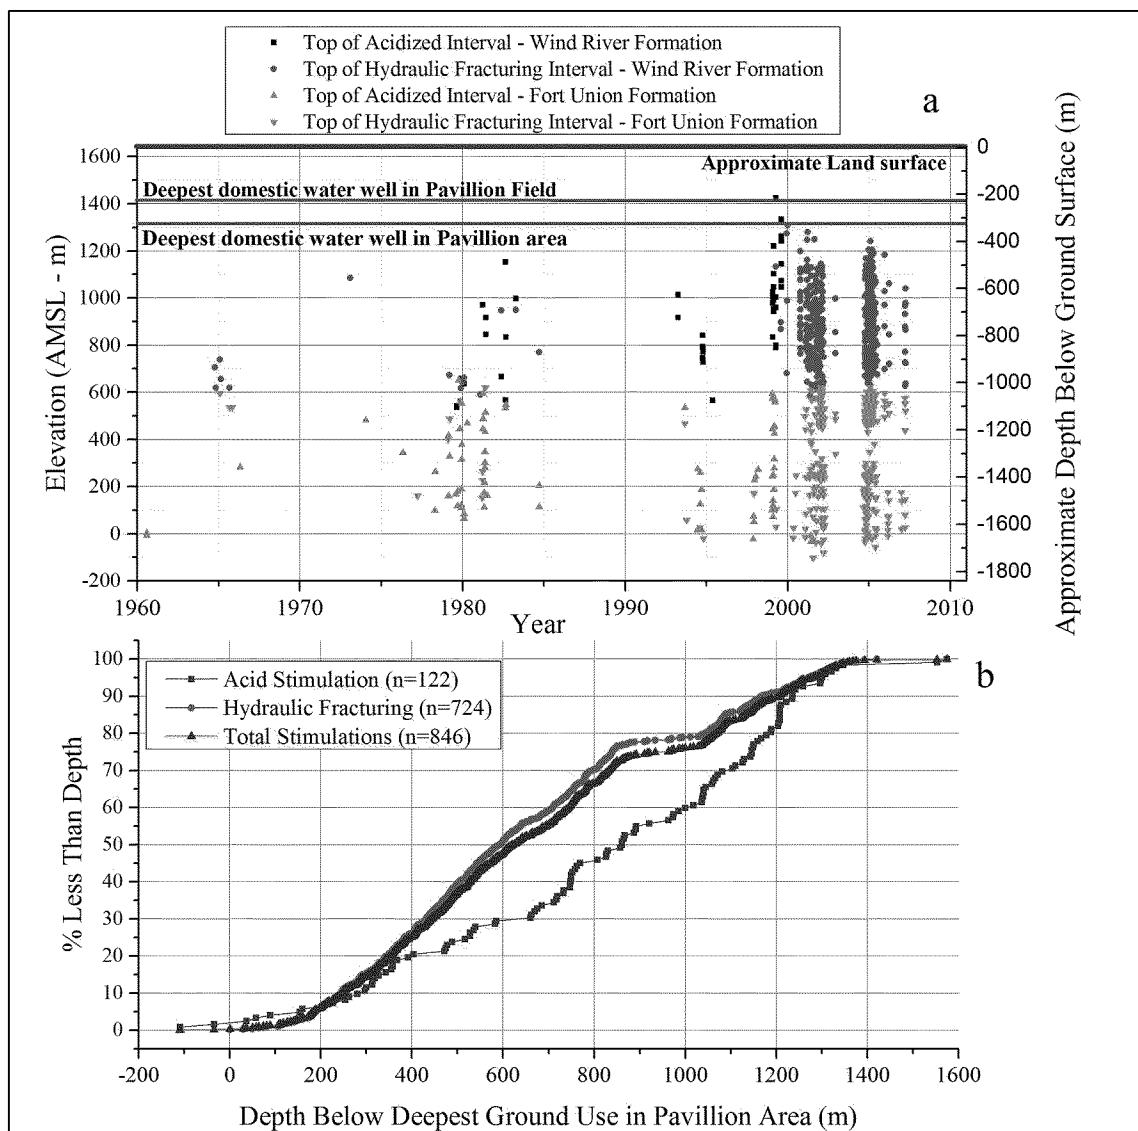 Top of Acidized Interval - Wind River Formation
Top of Hydraulic Fracturing Interval - Wind River Formation
Top of Acidized Interval - Fort Union Formation
Top of Hydraulic Fracturing Interval - Fort Union Formation
a
Elevation (AMSL - m)
1600
1400
1200
1000
800
600
400
200
0
-200
Approximate Land surface
Deepest domestic water well in Pavillion Field
Deepest domestic water well in Pavillion area
0
-200
-400
-600
-800
-1000
-1200
-1400
-1600
-1800
Approximate Depth Below Ground Surface (m)
1960 1970 1980 1990 2000 2010
Year
b
Acid Stimulation (n=122)
Hydraulic Fracturing (n=724)
Total Stimulations (n=846)
% Less Than Depth
100
90
80
70
60
50
40
30
20
10
0
-200 0 200 400 600 800 1000 1200 1400 1600
Depth Below Deepest Ground Use in Pavillion Area (m)